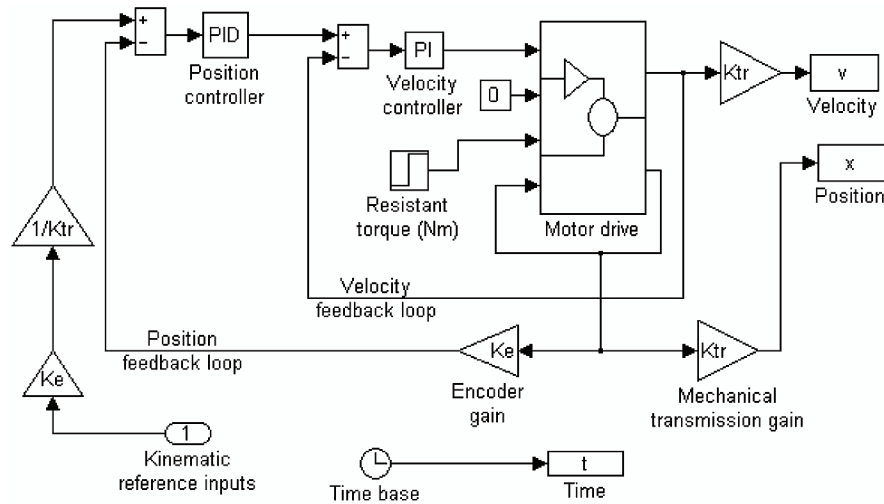 +
−
PID
Position
controller
+
−
PI
Velocity
controller
0
Resistant
torque (Nm)
Motor drive
Ktr
v
Velocity
x
Position
1/Ktr
Velocity
feedback loop
Position
feedback loop
Ke
Ke
Encoder
gain
Ktr
Mechanical
transmission gain
1
Kinematic
reference inputs
Time base
t
Time